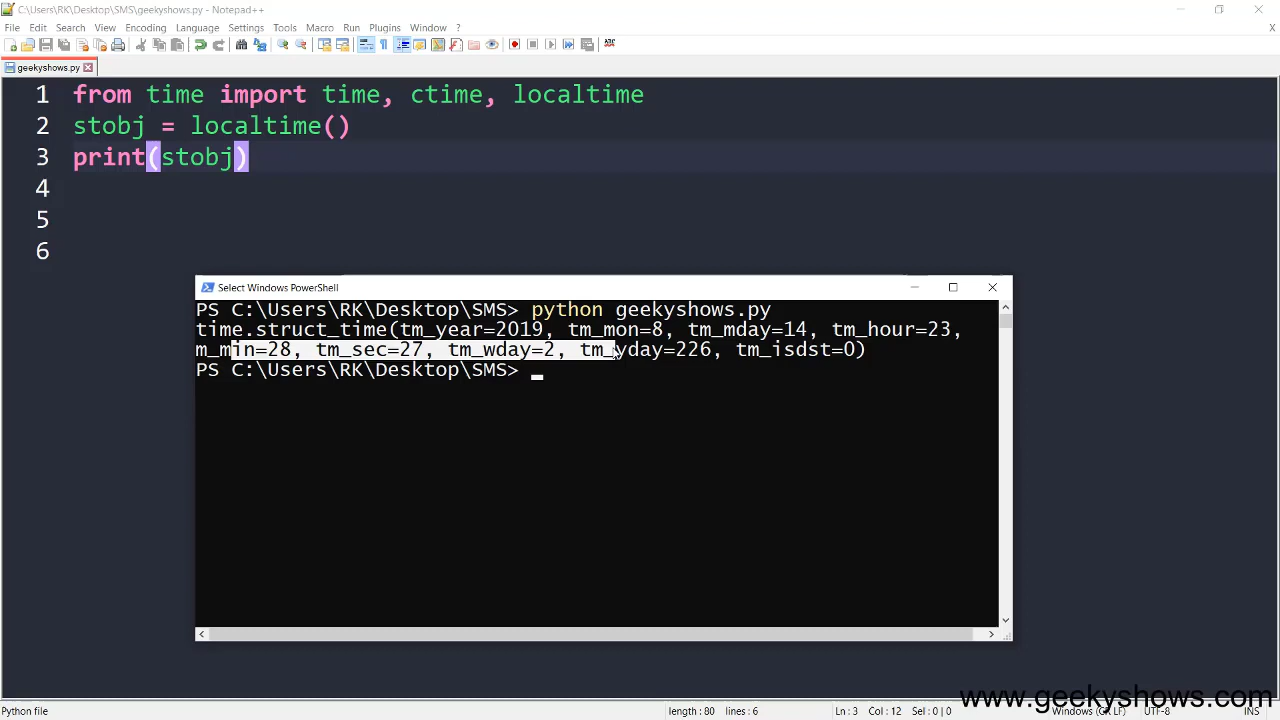 C:\Users\RK\Desktop\SMS\geekyshows.py - Notepad++
File Edit Search View Encoding Language Settings Tools Macro Run Plugins Window ? X
geekyshows.py
1 from time import time, ctime, localtime
2 stobj = localtime()
3 print(stobj)
4
5
6
Select Windows PowerShell
PS C:\Users\RK\Desktop\SMS> python geekyshows.py
time.struct_time(tm_year=2019, tm_mon=8, tm_mday=14, tm_hour=23,
m_min=28, tm_sec=27, tm_wday=2, tm_yday=226, tm_isdst=0)
PS C:\Users\RK\Desktop\SMS> _
www.geekyshows.com
Python file length : 80 lines : 6 Ln : 3 Col : 12 Sel : 0 | 0 Windows (CR LF) UTF-8 INS